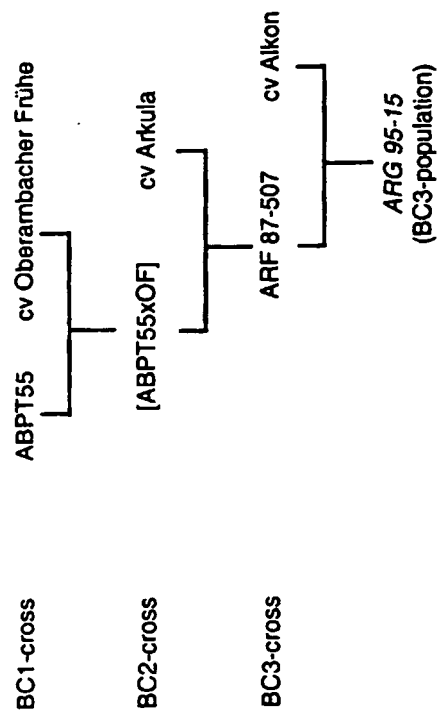 BC1-cross ABPT55 cv Oberambacher Frühe
BC2-cross [ABPT55xOF] cv Arkula
BC3-cross ARF 87-507 cv Alkon
ARG 95-15
(BC3-population)